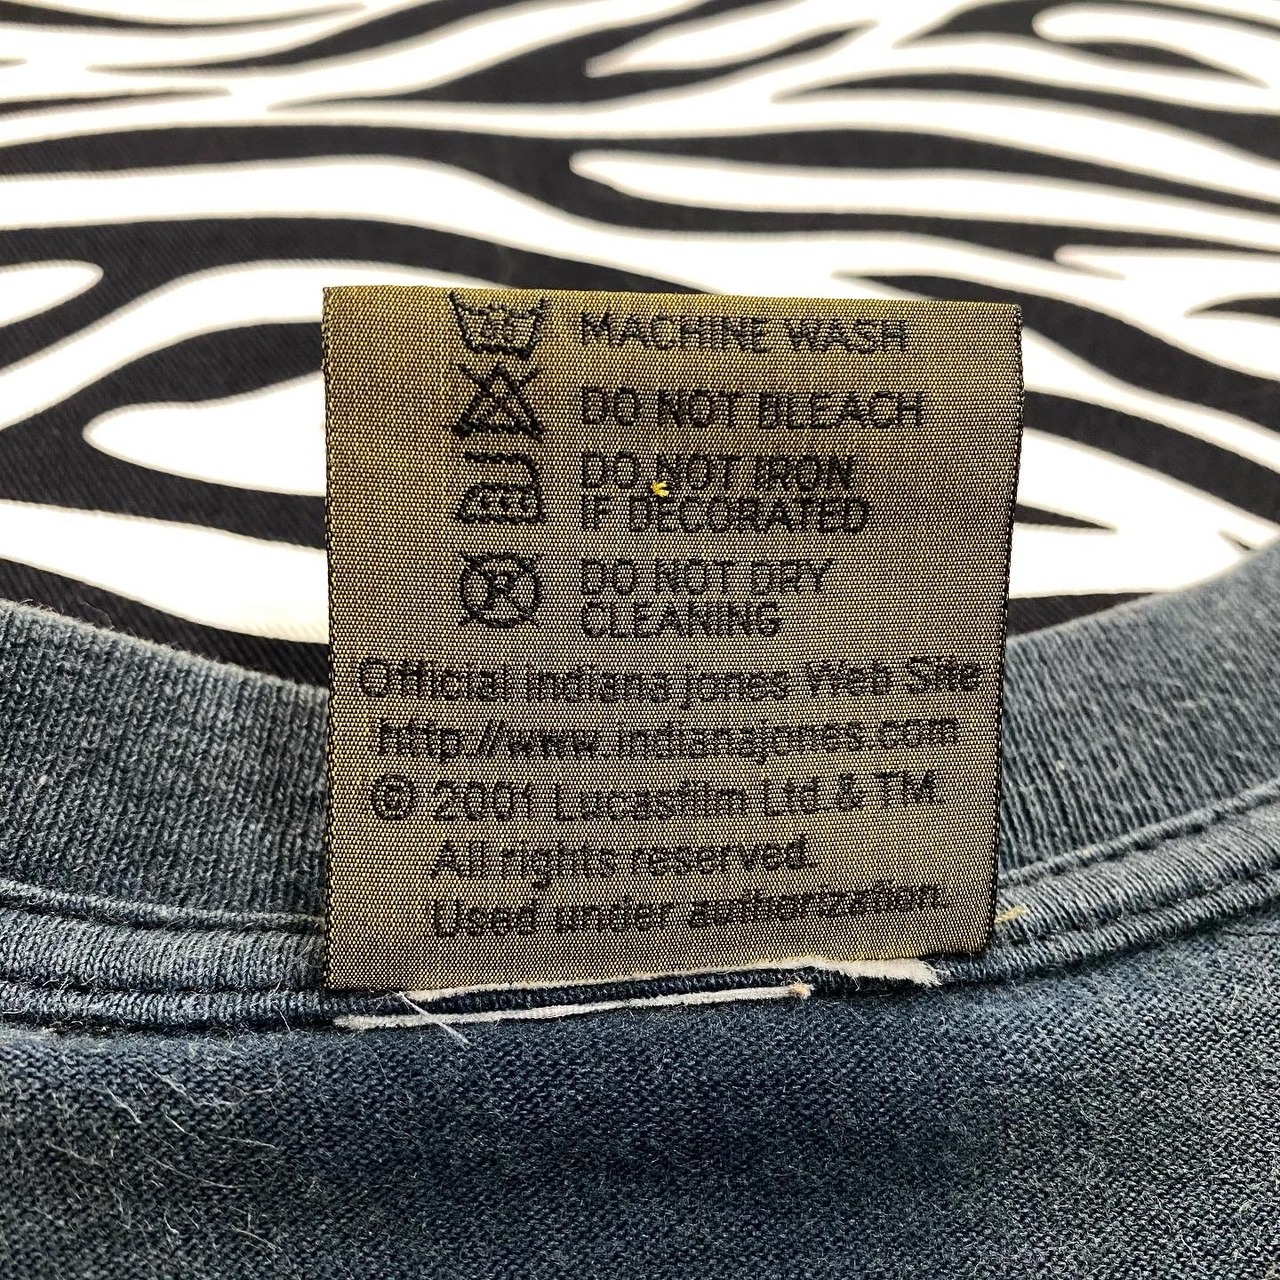 MACHINE WASH
DO NOT BLEACH
DO NOT IRON
IF DECORATED
DO NOT DRY
CLEANING
Official Indiana Jones Web Site
http://www.indianajones.com
© 2001 Lucasfilm Ltd & TM.
All rights reserved.
Used under authorization.